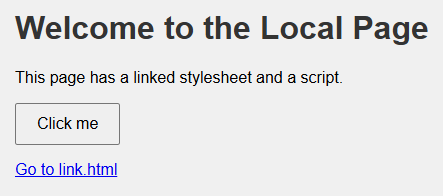 Welcome to the Local Page
This page has a linked stylesheet and a script.
Click me
Go to link.html